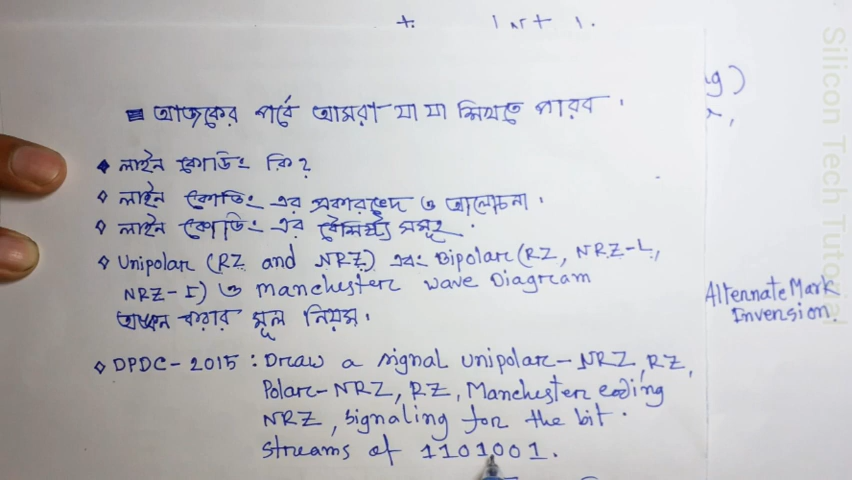 আজকের পর্বে আমরা যা যা শিখতে পারব .
লাইন কোডিং কি ?
লাইন কোডিং এর প্রকারভেদ ও আলোচনা .
লাইন কোডিং এর বৈশিষ্ট্য সমূহ .
Unipolar (RZ and NRZ) এবং Bipolar (RZ, NRZ-L,
NRZ-I) ও Manchester wave Diagram
অঙ্কন করার মূল নিয়ম .
Alternate Mark
Invension
DPDC-2015 : Draw a signal Unipolar-NRZ, RZ,
Polar-NRZ, RZ, Manchester coding
NRZ, signaling for the bit
streams of 1101001.
Silicon Tech Tutorial